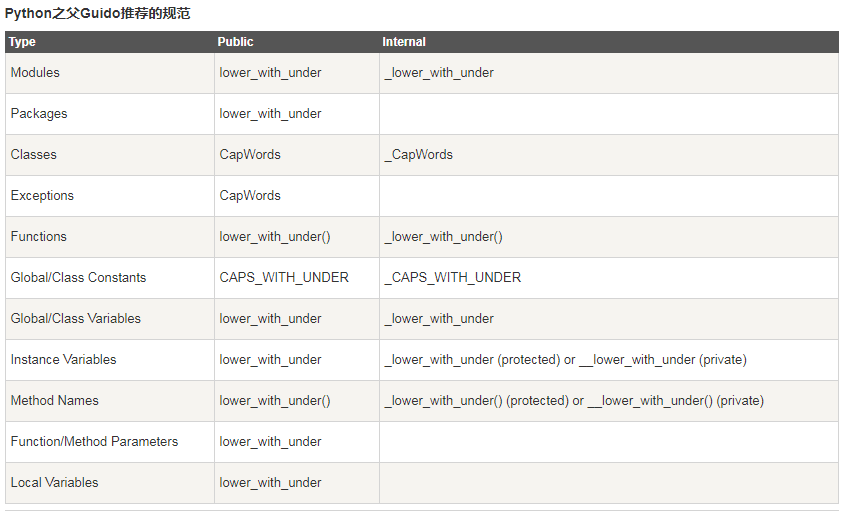 Python之父Guido推荐的规范
Type Public Internal
Modules lower_with_under _lower_with_under
Packages lower_with_under
Classes CapWords _CapWords
Exceptions CapWords
Functions lower_with_under() _lower_with_under()
Global/Class Constants CAPS_WITH_UNDER _CAPS_WITH_UNDER
Global/Class Variables lower_with_under _lower_with_under
Instance Variables lower_with_under _lower_with_under (protected) or __lower_with_under (private)
Method Names lower_with_under() _lower_with_under() (protected) or __lower_with_under() (private)
Function/Method Parameters lower_with_under
Local Variables lower_with_under